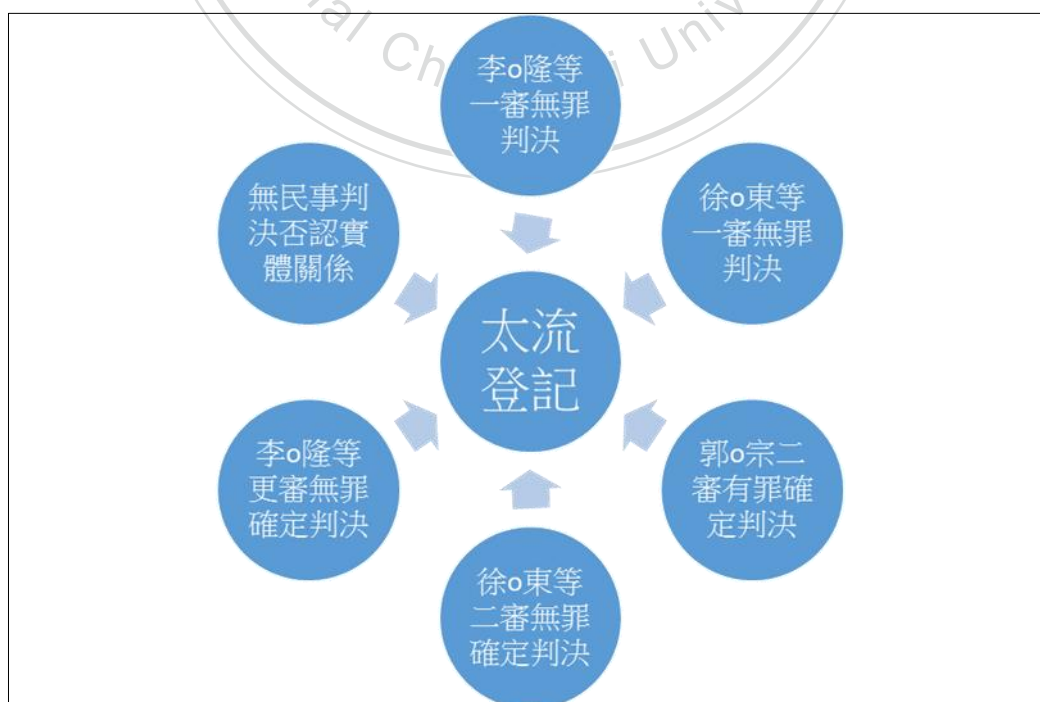 nal Ch i Univ
李o隆等
一審無罪
判決
徐o東等
一審無罪
判決
郭o宗二
審有罪確
定判決
徐o東等
二審無罪
確定判決
李o隆等
更審無罪
確定判決
無民事判
決否認實
體關係
太流
登記